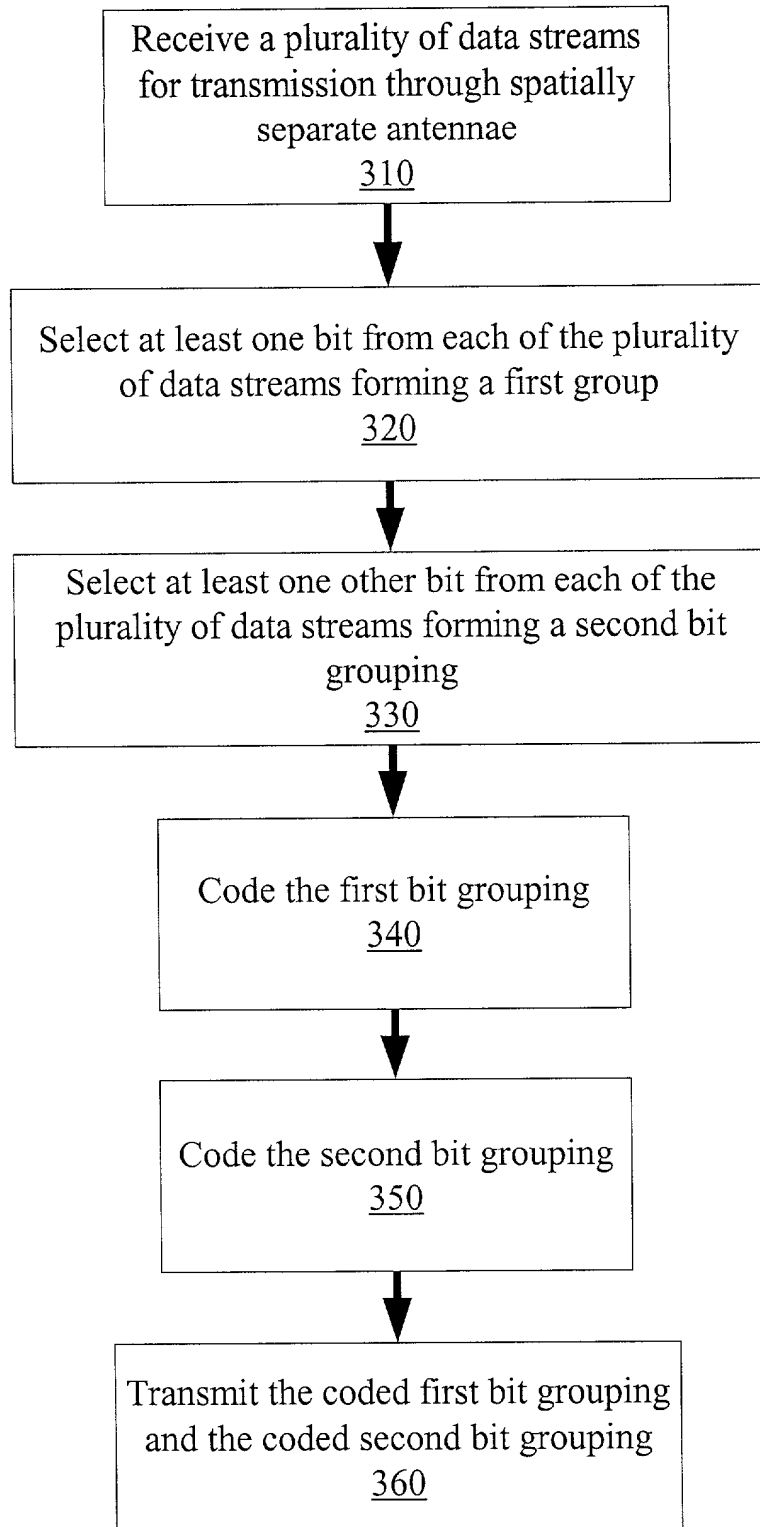 Receive a plurality of data streams
for transmission through spatially
separate antennae
310
Select at least one bit from each of the plurality
of data streams forming a first group
320
Select at least one other bit from each of the
plurality of data streams forming a second bit
grouping
330
Code the first bit grouping
340
Code the second bit grouping
350
Transmit the coded first bit grouping
and the coded second bit grouping
360